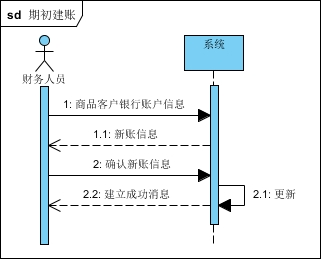 sd 期初建账
系统
财务人员
1: 商品客户银行账户信息
1.1: 新账信息
2: 确认新账信息
2.2: 建立成功消息
2.1: 更新